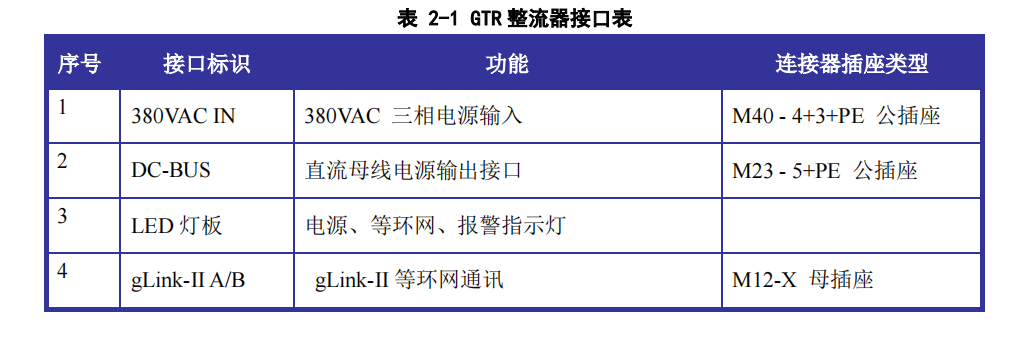 表 2-1 GTR 整流器接口表
序号 接口标识 功能 连接器插座类型
1 380VAC IN 380VAC 三相电源输入 M40 - 4+3+PE 公插座
2 DC-BUS 直流母线电源输出接口 M23 - 5+PE 公插座
3 LED 灯板 电源、等环网、报警指示灯
4 gLink-II A/B gLink-II 等环网通讯 M12-X 母插座